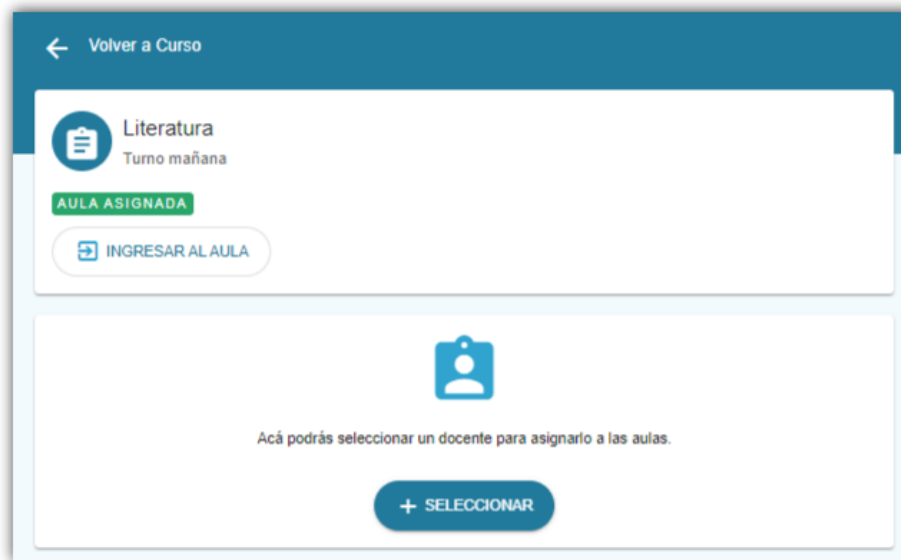 Volver a Curso
Literatura
Turno mañana
AULA ASIGNADA
INGRESAR AL AULA
Acá podrás seleccionar un docente para asignarlo a las aulas.
+ SELECCIONAR